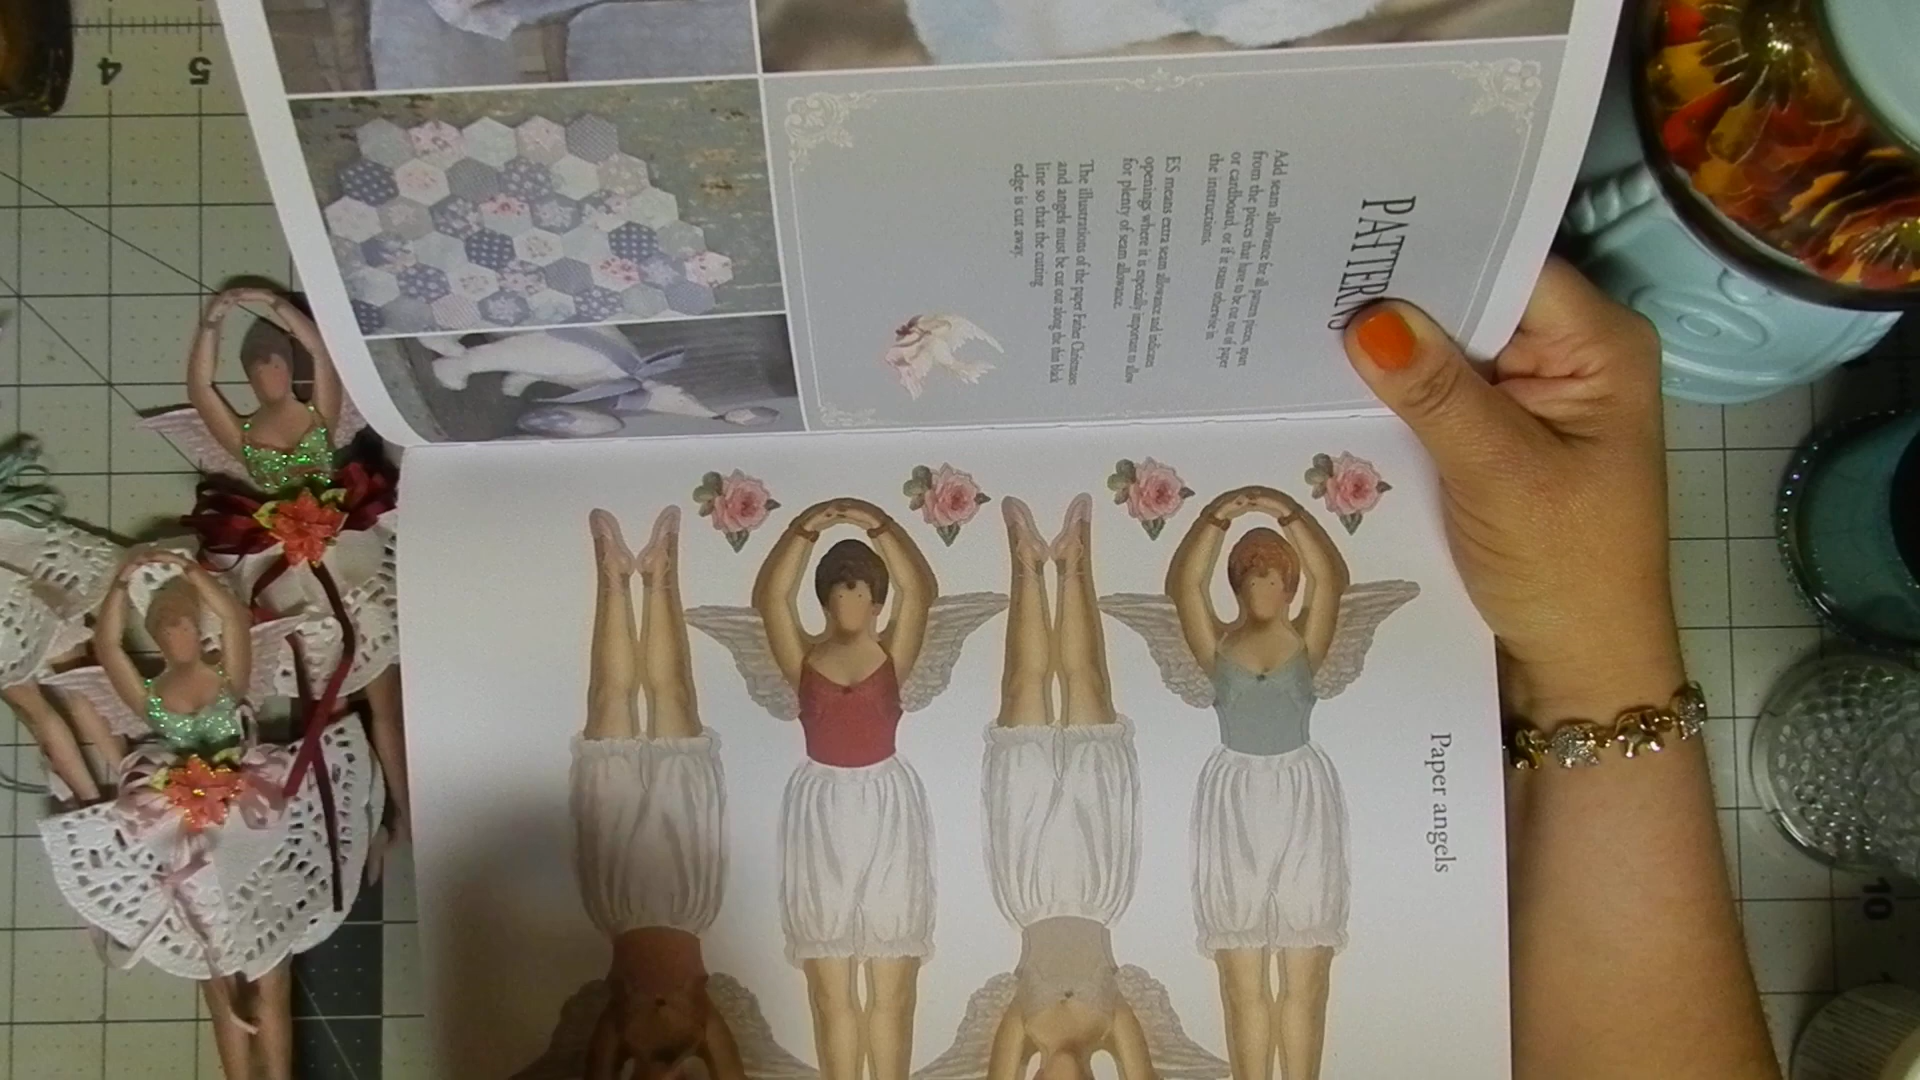 PATTERNS
Add seam allowance for all pattern pieces, apart
from the pieces that have to be cut out of paper
or cardboard, or if it states otherwise in
the instructions.
ES means extra seam allowance and indicates
openings where it is especially important to allow
for plenty of seam allowance.
The illustrations of the paper Father Christmases
and angels must be cut out along the thin black
line so that the cutting
edge is cut away.
Paper angels
4
5
10